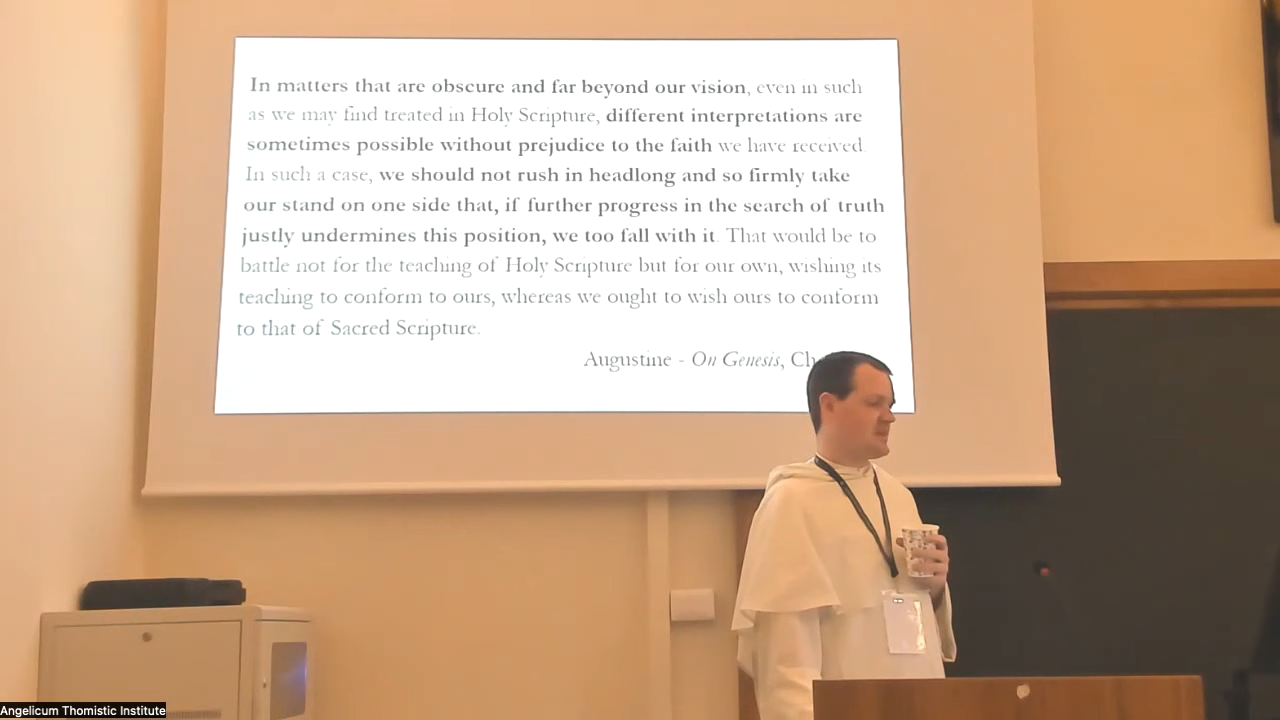 In matters that are obscure and far beyond our vision, even in such
as we may find treated in Holy Scripture, different interpretations are
sometimes possible without prejudice to the faith we have received.
In such a case, we should not rush in headlong and so firmly take
our stand on one side that, if further progress in the search of truth
justly undermines this position, we too fall with it. That would be to
battle not for the teaching of Holy Scripture but for our own, wishing its
teaching to conform to ours, whereas we ought to wish ours to conform
to that of Sacred Scripture.
Augustine - On Genesis,
Angelicum Thomistic Institute